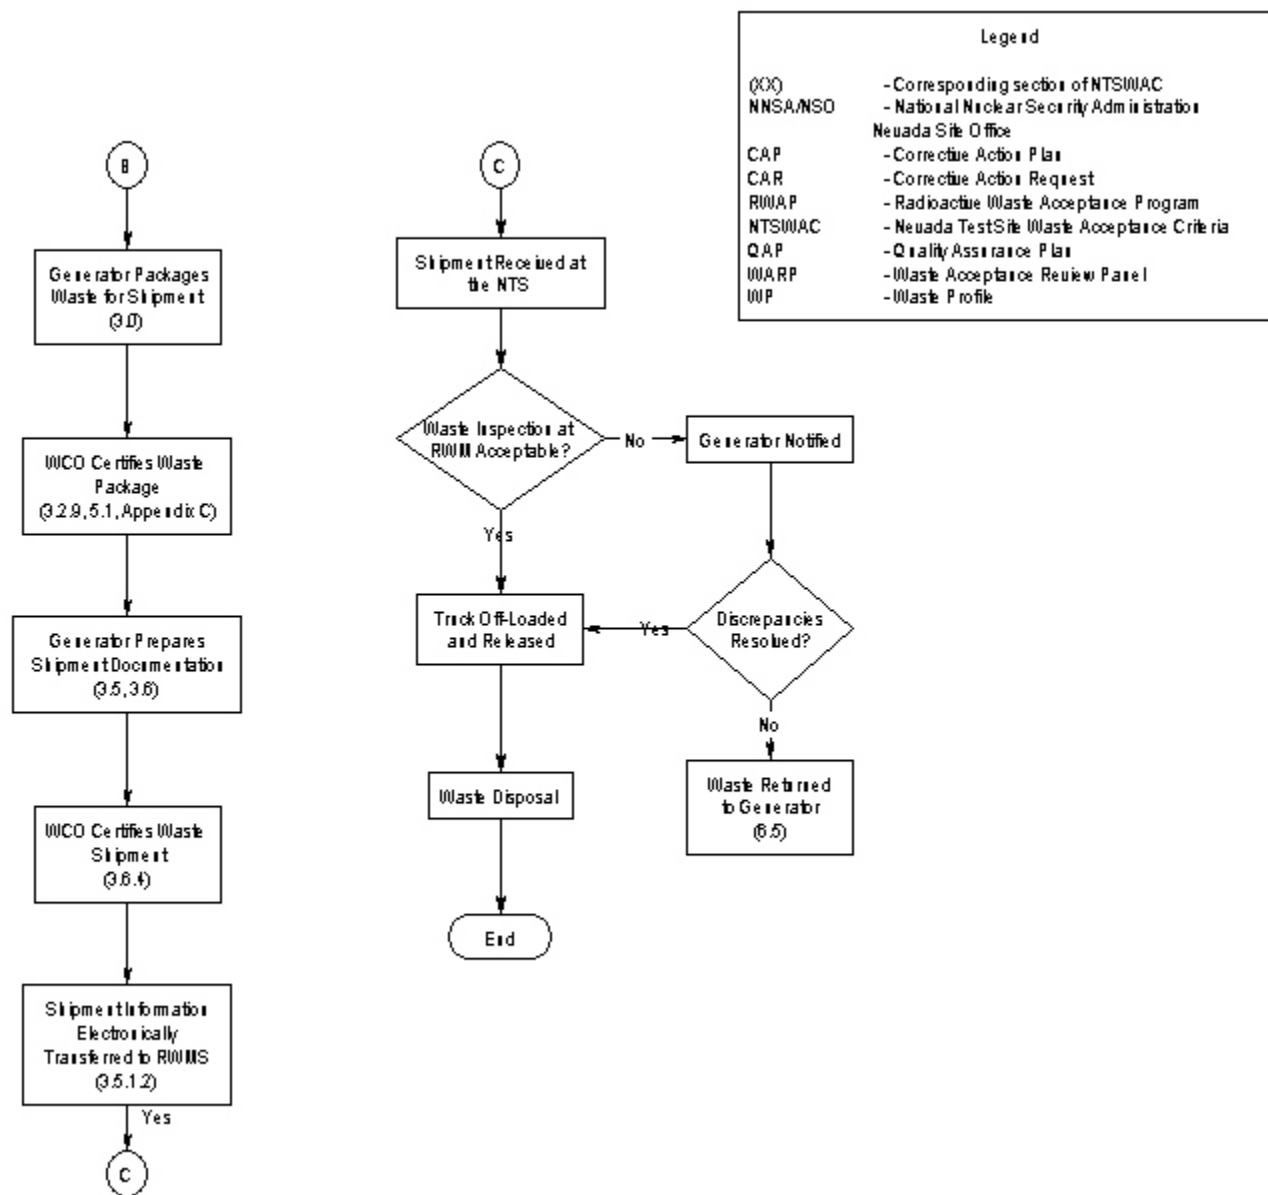 B
Generator Packages
Waste for Shipment
(3.0)
WCO Certifies Waste
Package
(3.2.9, 5.1, Appendix C)
Generator Prepares
Shipment Documentation
(3.5, 3.6)
WCO Certifies Waste
Shipment
(3.6.4)
Shipment Information
Electronically
Transferred to RWMS
(3.5.1.2)
Yes
C
C
Shipment Received at
the NTS
Waste Inspection at
RWM Acceptable?
No
Generator Notified
Yes
Truck Off-Loaded
and Released
Yes
Discrepancies
Resolved?
No
Waste Disposal
Waste Returned
to Generator
(6.5)
End
Legend
(XX) - Corresponding section of NTSWAC
NNSA/NSO - National Nuclear Security Administration
Nevada Site Office
CAP - Corrective Action Plan
CAR - Corrective Action Request
RWAP - Radioactive Waste Acceptance Program
NTSWAC - Nevada Test Site Waste Acceptance Criteria
QAP - Quality Assurance Plan
WARP - Waste Acceptance Review Panel
WP - Waste Profile